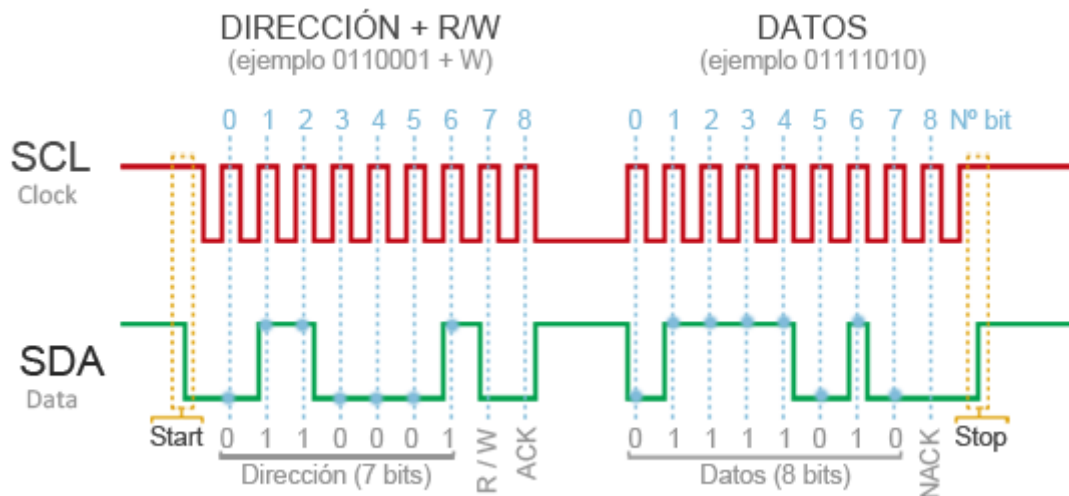 DIRECCIÓN + R/W
(ejemplo 0110001 + W)
DATOS
(ejemplo 01111010)
0 1 2 3 4 5 6 7 8
0 1 2 3 4 5 6 7 8 Nº bit
SCL
Clock
SDA
Data
Start
0 1 1 0 0 0 1
R / W
ACK
Dirección (7 bits)
0 1 1 1 1 0 1 0
NACK
Datos (8 bits)
Stop